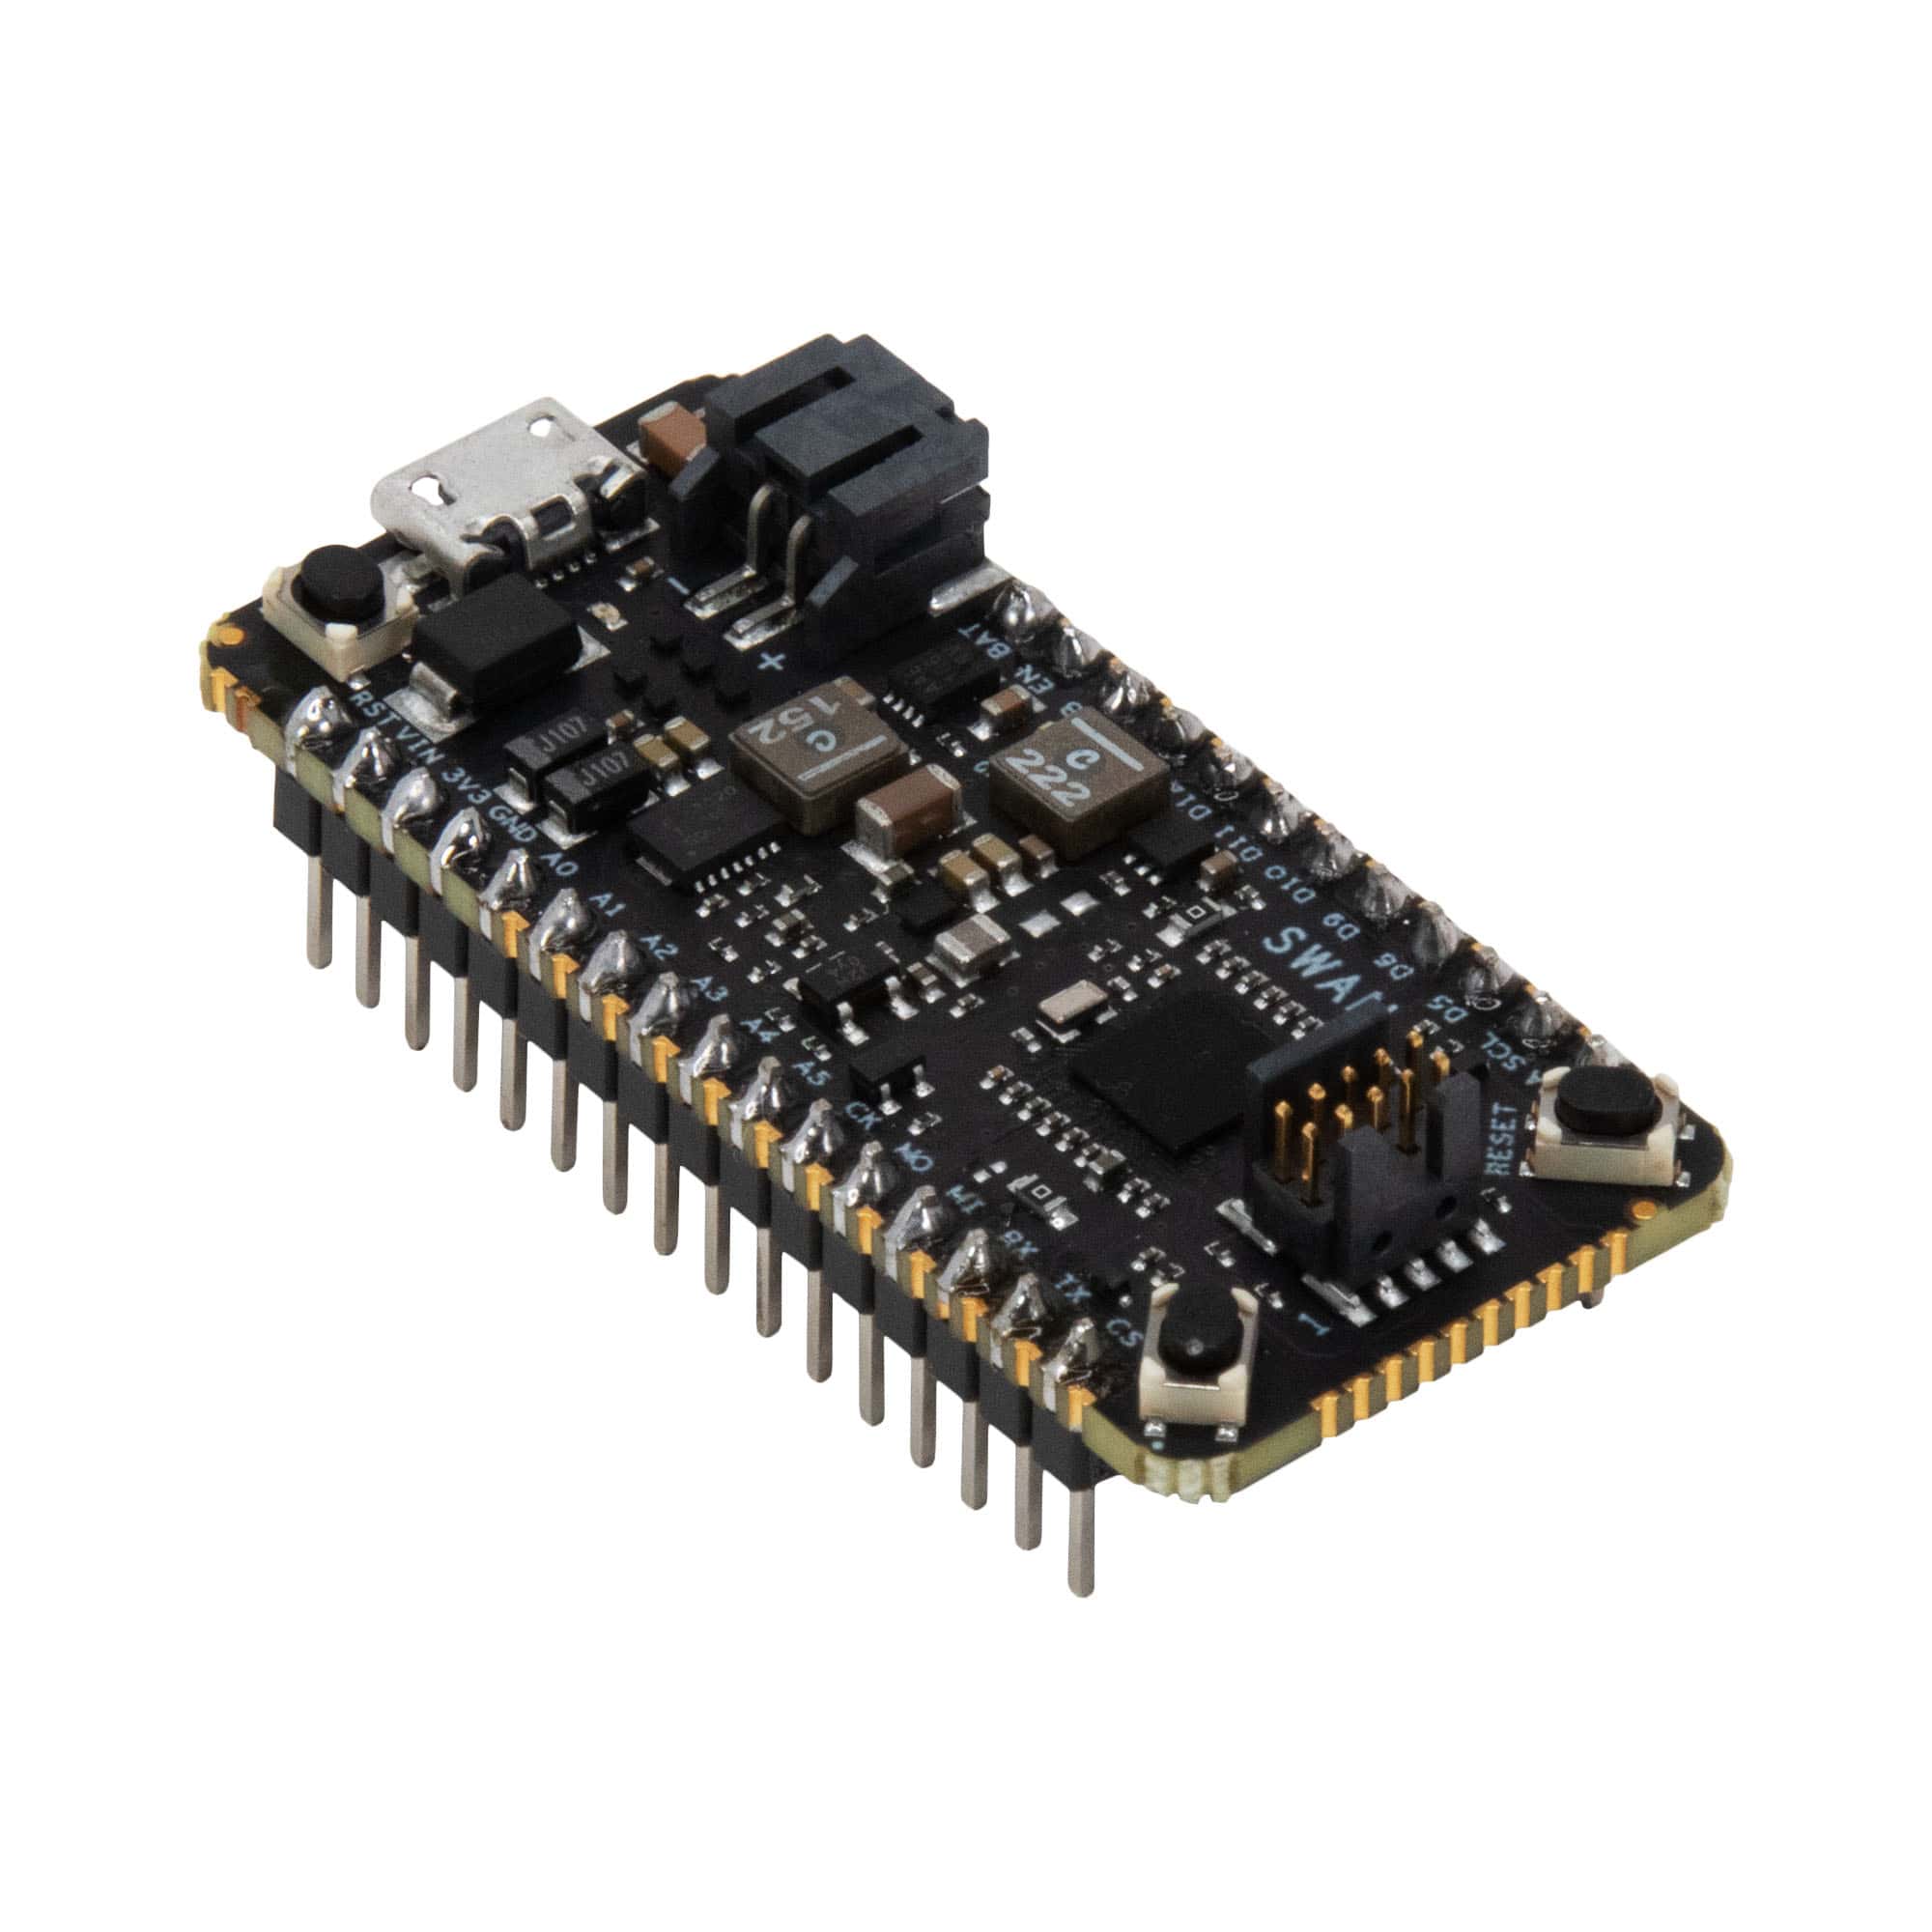 -
+
BAT
EN
RST
VIN
3V3
GND
A0
A1
A2
A3
A4
A5
CK
MO
MI
RX
TX
CS
J107
J107
152
C
C
222
D11
D10
D9
D6
D5
SCL
A
RESET
1